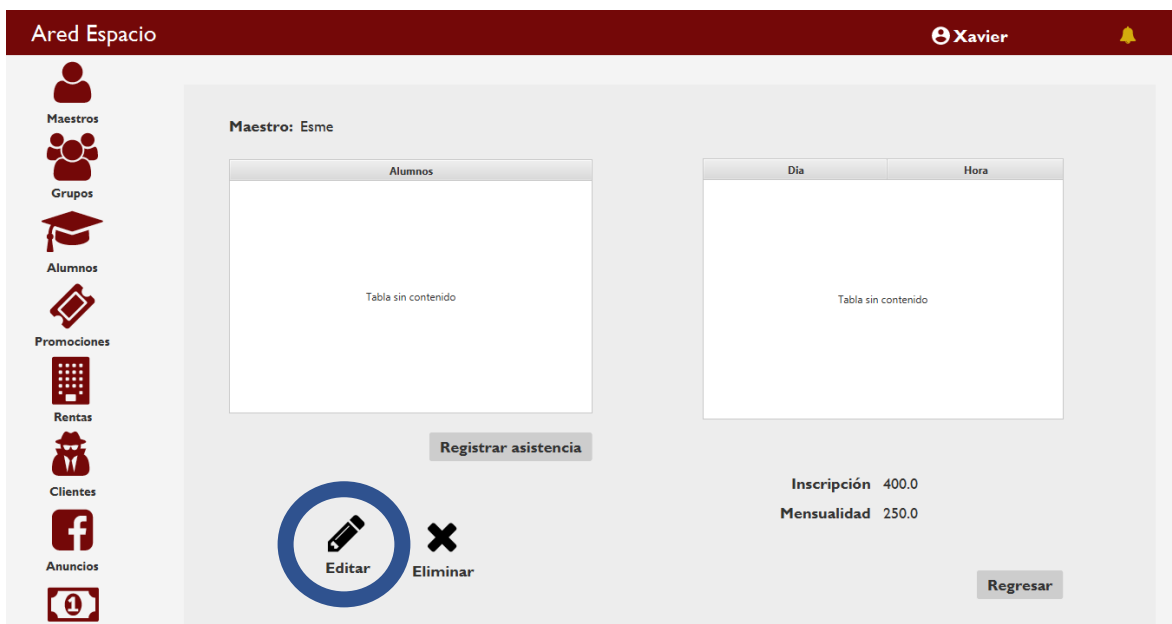 Ared Espacio
Xavier
Maestros
Grupos
Alumnos
Promociones
Rentas
Clientes
Anuncios
1
Maestro: Esme
Alumnos
Tabla sin contenido
Registrar asistencia
Editar
Eliminar
Dia Hora
Tabla sin contenido
Inscripción 400.0
Mensualidad 250.0
Regresar